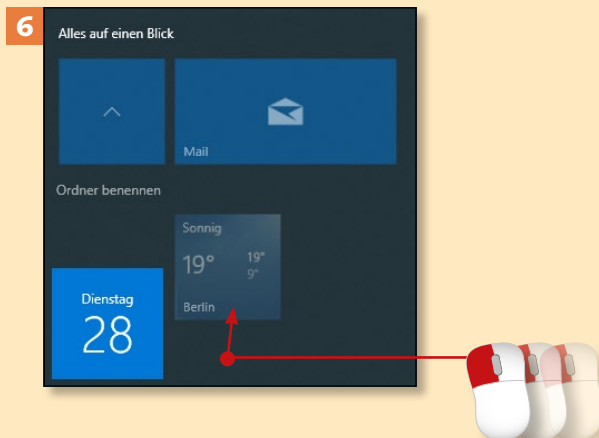 6
Alles auf einen Blick
Mail
Ordner benennen
Sonnig
19° 19°
9°
Berlin
Dienstag
28